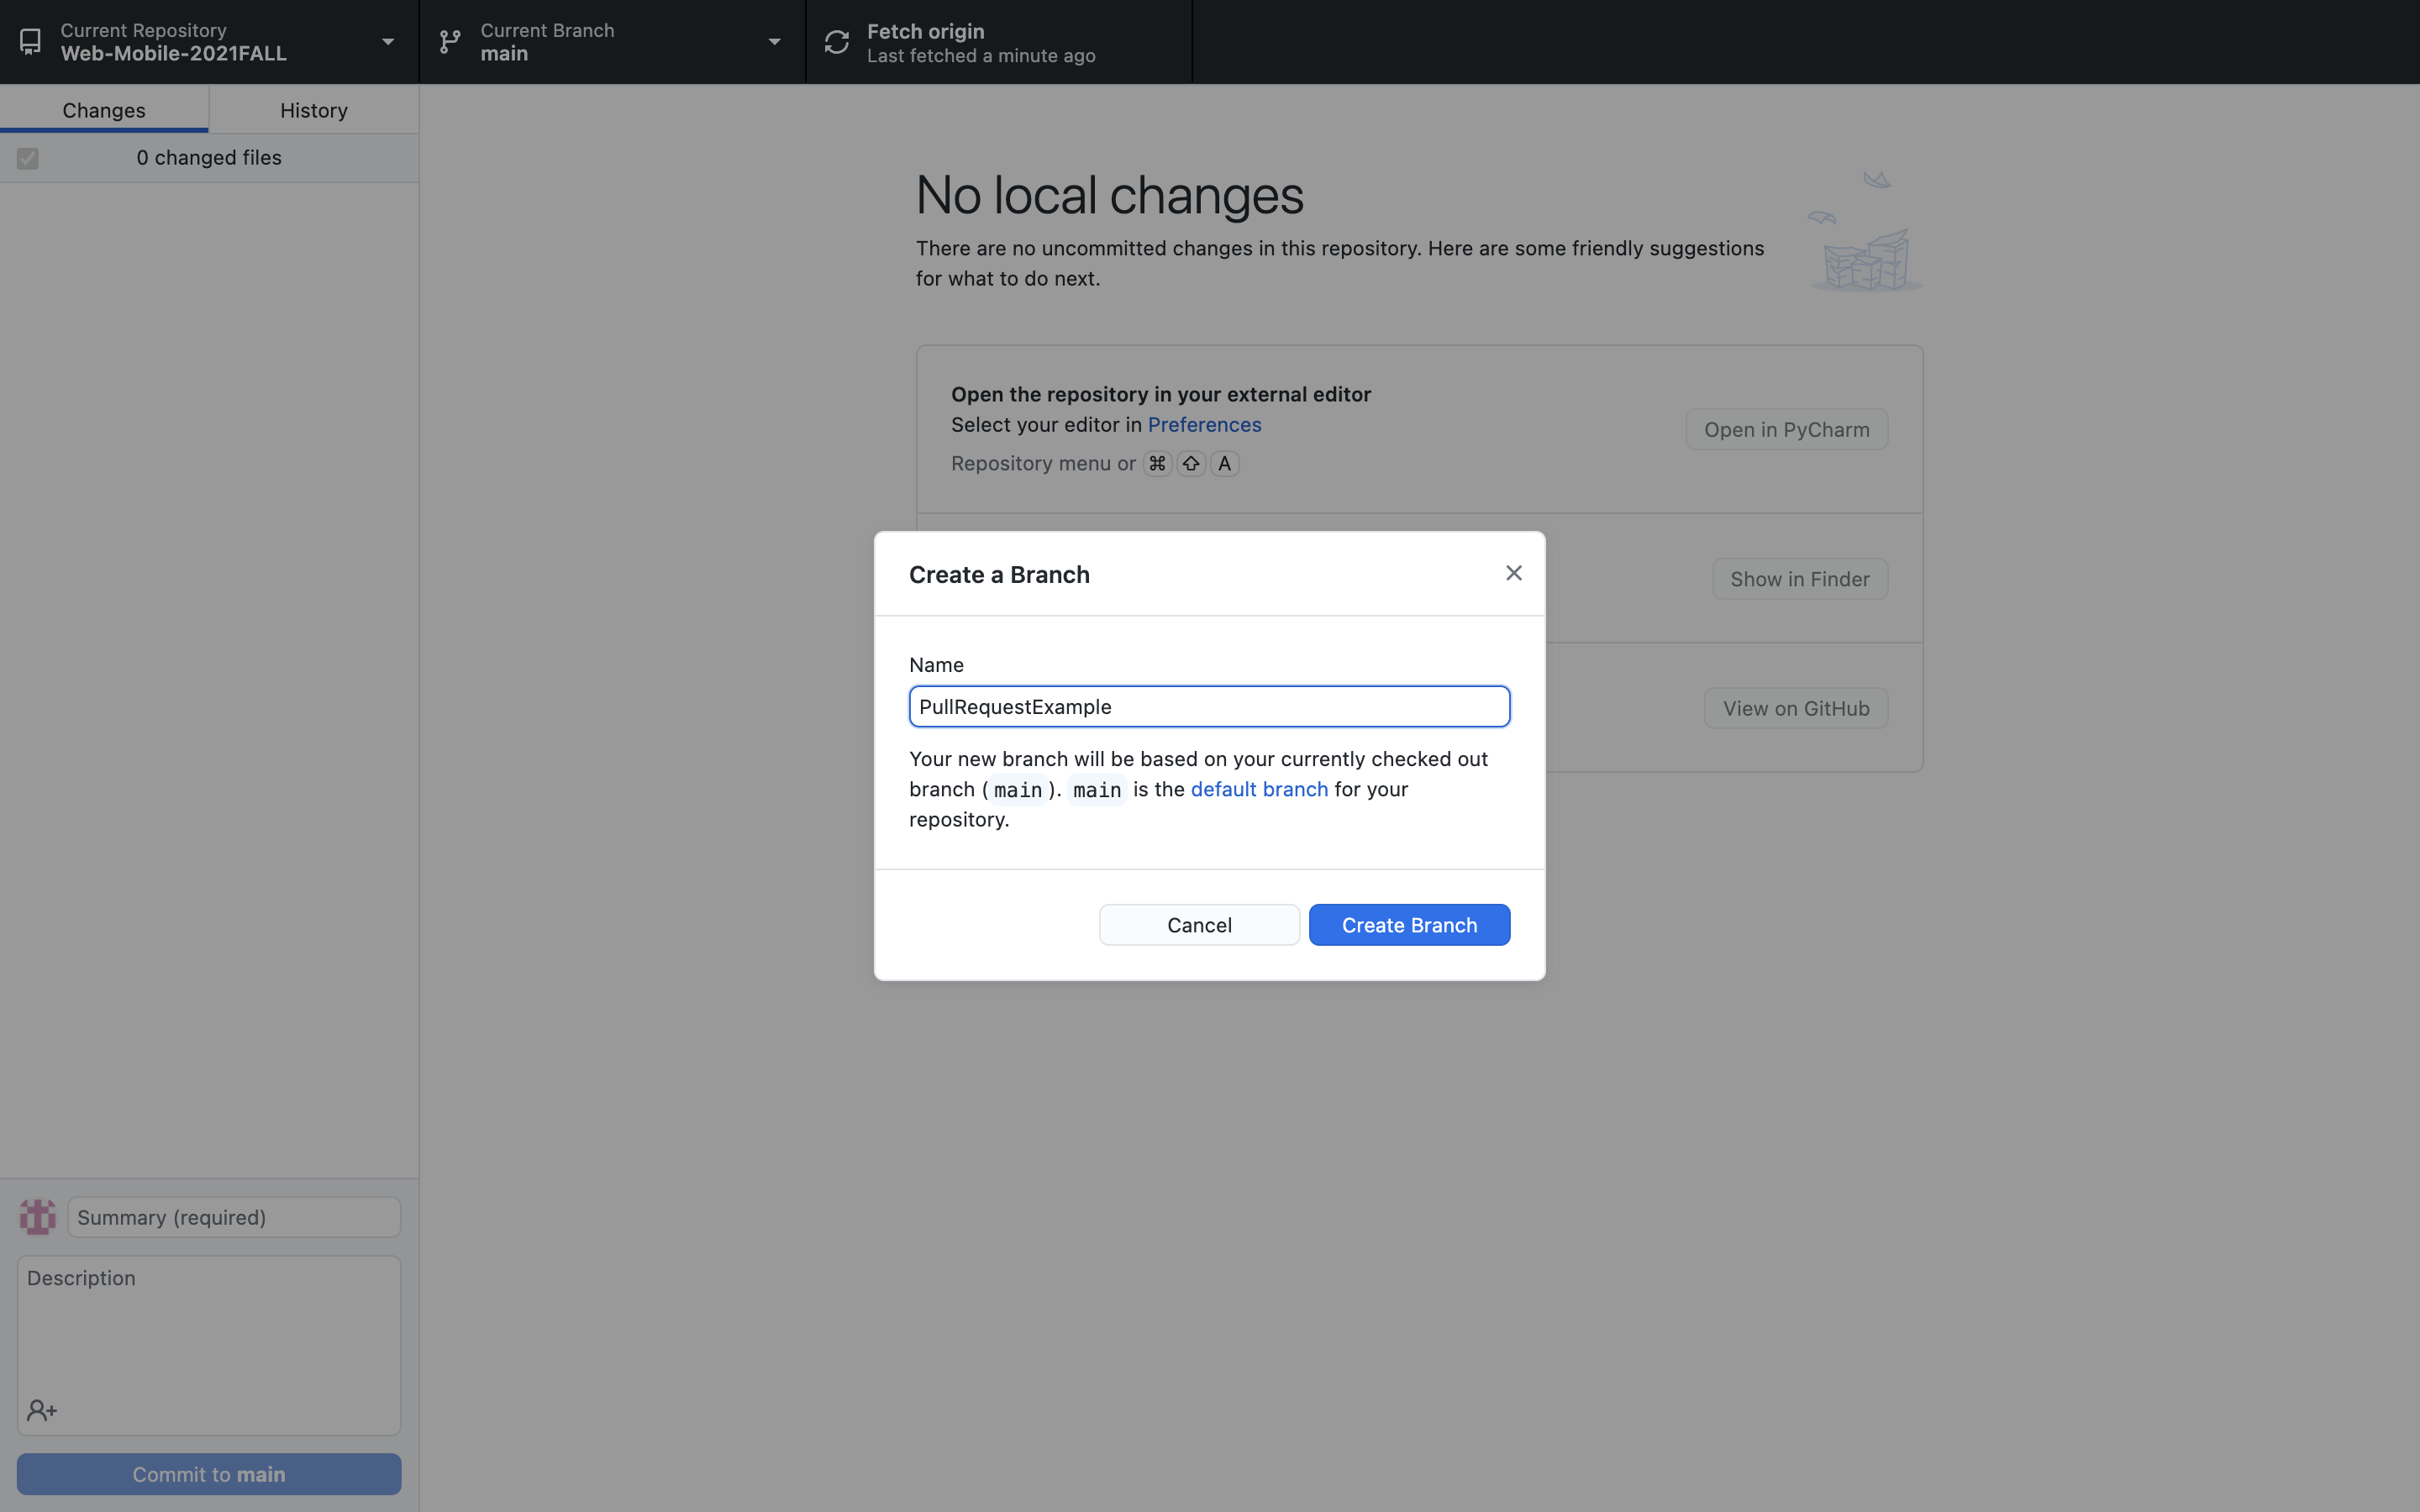 Current Repository
Web-Mobile-2021FALL
Current Branch
main
Fetch origin
Last fetched a minute ago
Changes
History
0 changed files
No local changes
There are no uncommitted changes in this repository. Here are some friendly suggestions
for what to do next.
Open the repository in your external editor
Select your editor in Preferences
Repository menu or ⌘ ⇧ A
Open in PyCharm
Show in Finder
View on GitHub
Create a Branch
Name
PullRequestExample
Your new branch will be based on your currently checked out
branch (main). main is the default branch for your
repository.
Cancel
Create Branch
Summary (required)
Description
Commit to main